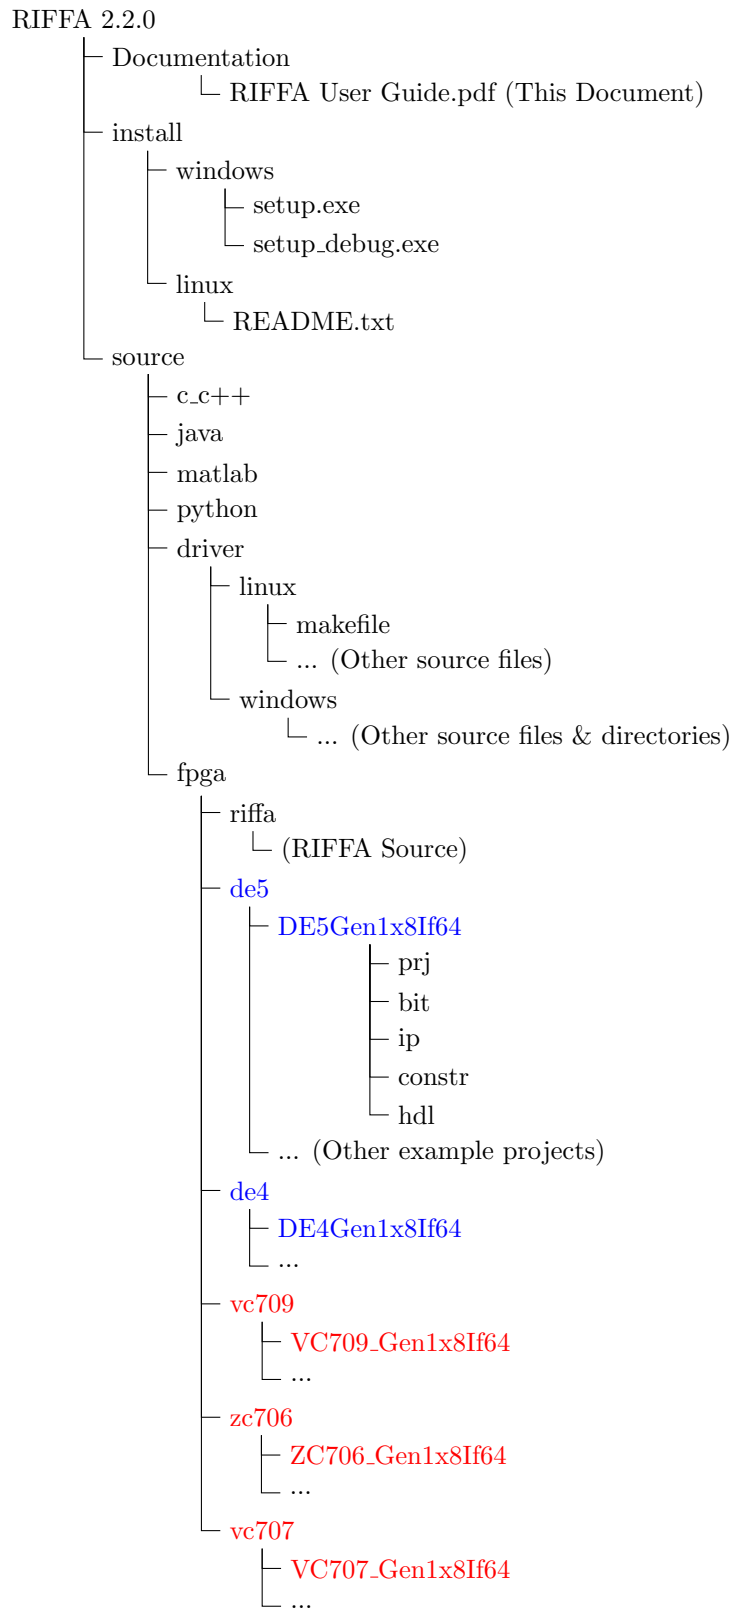 RIFFA 2.2.0
Documentation
RIFFA User Guide.pdf (This Document)
install
windows
setup.exe
setup_debug.exe
linux
README.txt
source
c_c++
java
matlab
python
driver
linux
makefile
... (Other source files)
windows
... (Other source files & directories)
fpga
riffa
(RIFFA Source)
de5
DE5Gen1x8If64
prj
bit
ip
constr
hdl
... (Other example projects)
de4
DE4Gen1x8If64
...
vc709
VC709_Gen1x8If64
...
zc706
ZC706_Gen1x8If64
...
vc707
VC707_Gen1x8If64
...